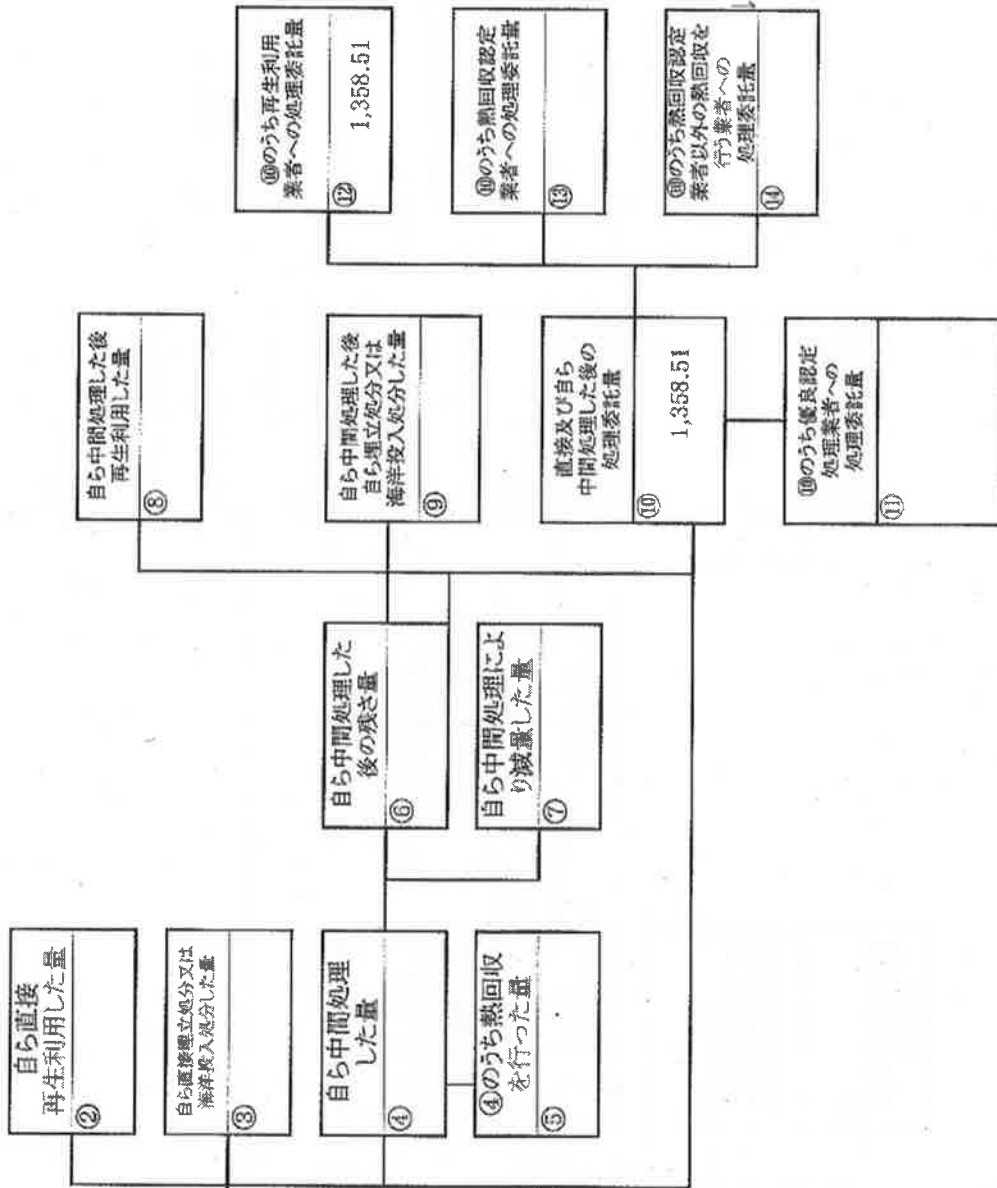 自ら直接
再生利用した量
②
自ら直接埋立処分又は
海洋投入処分した量
③
自ら中間処理
した量
④
④のうち熱回収
を行った量
⑤
自ら中間処理した
後の残さ量
⑥
自ら中間処理によ
り減量した量
⑦
自ら中間処理した後
再生利用した量
⑧
自ら中間処理した後
自ら埋立処分又は
海洋投入処分した量
⑨
直接及び自ら
中間処理した後の
処理委託量
⑩
1,358.51
⑩のうち優良認定
処理業者への
処理委託量
⑪
⑩のうち再生利用
業者への処理委託量
⑫
1,358.51
⑩のうち熱回収認定
業者への処理委託量
⑬
⑩のうち熱回収認定
業者以外の熱回収を
行う業者への
処理委託量
⑭